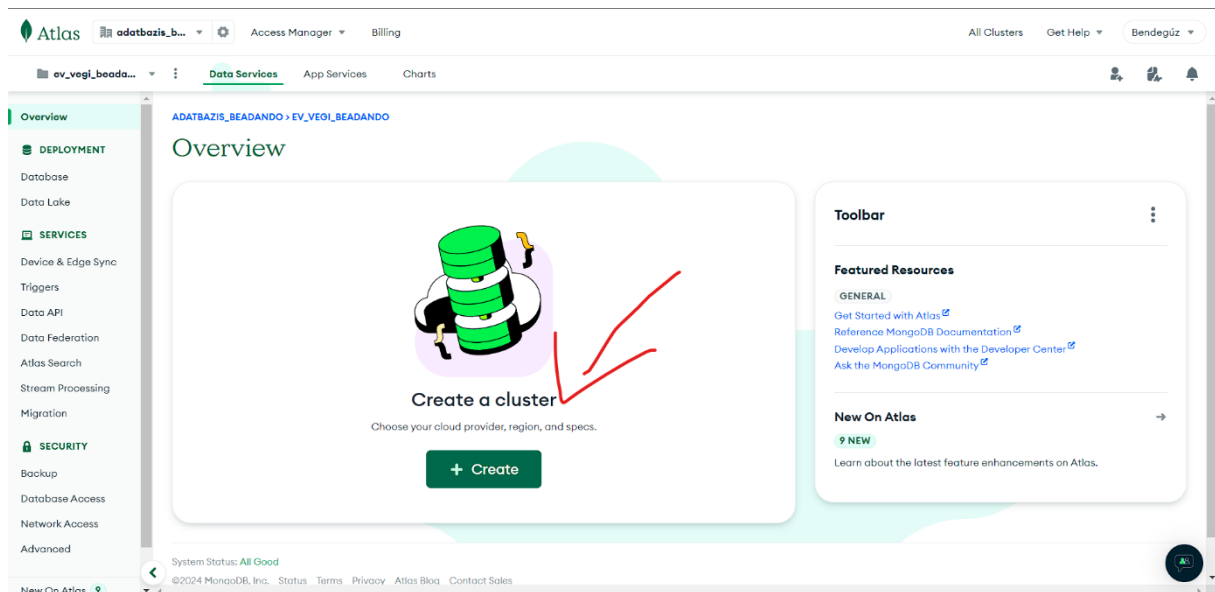 Atlas
adatbazis_b...
Access Manager
Billing
All Clusters
Get Help
Bendegúz
ev_vegi_beada...
Data Services
App Services
Charts
Overview
DEPLOYMENT
Database
Data Lake
SERVICES
Device & Edge Sync
Triggers
Data API
Data Federation
Atlas Search
Stream Processing
Migration
SECURITY
Backup
Database Access
Network Access
Advanced
New On Atlas 9
ADATBAZIS_BEADANDO > EV_VEGI_BEADANDO
Overview
Create a cluster
Choose your cloud provider, region, and specs.
+ Create
Toolbar
Featured Resources
GENERAL
Get Started with Atlas
Reference MongoDB Documentation
Develop Applications with the Developer Center
Ask the MongoDB Community
New On Atlas
9 NEW
Learn about the latest feature enhancements on Atlas.
System Status: All Good
©2024 MongoDB, Inc. Status Terms Privacy Atlas Blog Contact Sales